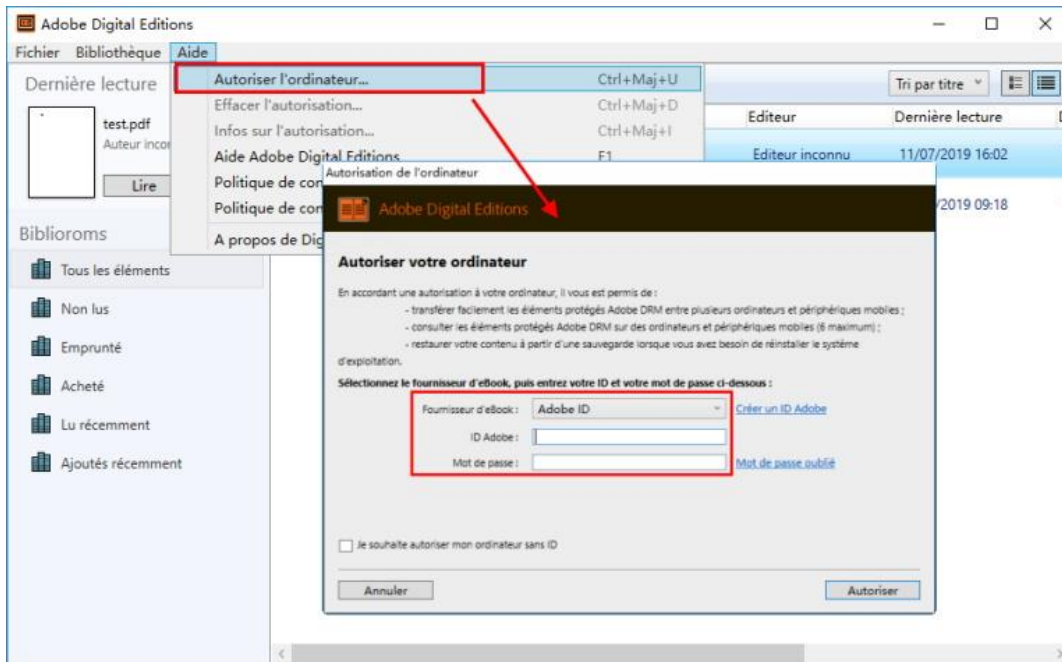 Adobe Digital Editions
Fichier Bibliothèque Aide
Dernière lecture
test.pdf
Auteur incon
Lire
Autoriser l'ordinateur... Ctrl+Maj+U
Effacer l'autorisation... Ctrl+Maj+D
Infos sur l'autorisation... Ctrl+Maj+I
Aide Adobe Digital Editions F1
Politique de con
Politique de con
A propos de Dig
Tri par titre
Editeur Dernière lecture
Editeur inconnu 11/07/2019 16:02
/2019 09:18
Biblioroms
Tous les éléments
Non lus
Emprunté
Acheté
Lu récemment
Ajoutés récemment
Autorisation de l'ordinateur
Adobe Digital Editions
Autoriser votre ordinateur
En accordant une autorisation à votre ordinateur, il vous est permis de :
- transférer facilement les éléments protégés Adobe DRM entre plusieurs ordinateurs et périphériques mobiles ;
- consulter les éléments protégés Adobe DRM sur des ordinateurs et périphériques mobiles (6 maximum) ;
- restaurer votre contenu à partir d'une sauvegarde lorsque vous avez besoin de réinstaller le système
d'exploitation.
Sélectionnez le fournisseur d'eBook, puis entrez votre ID et votre mot de passe ci-dessous :
Fournisseur d'eBook : Adobe ID Créer un ID Adobe
ID Adobe :
Mot de passe : Mot de passe oublié
Je souhaite autoriser mon ordinateur sans ID
Annuler Autoriser